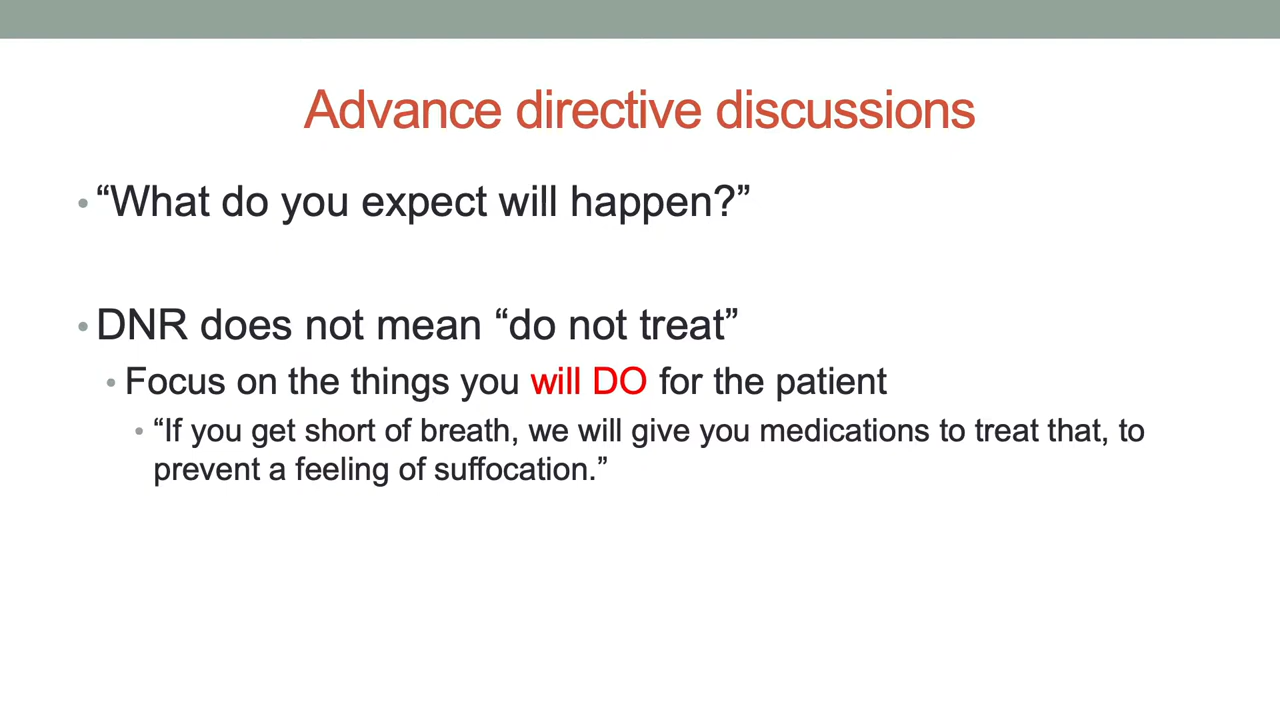 Advance directive discussions
• “What do you expect will happen?”
• DNR does not mean “do not treat”
• Focus on the things you will DO for the patient
• “If you get short of breath, we will give you medications to treat that, to
prevent a feeling of suffocation.”